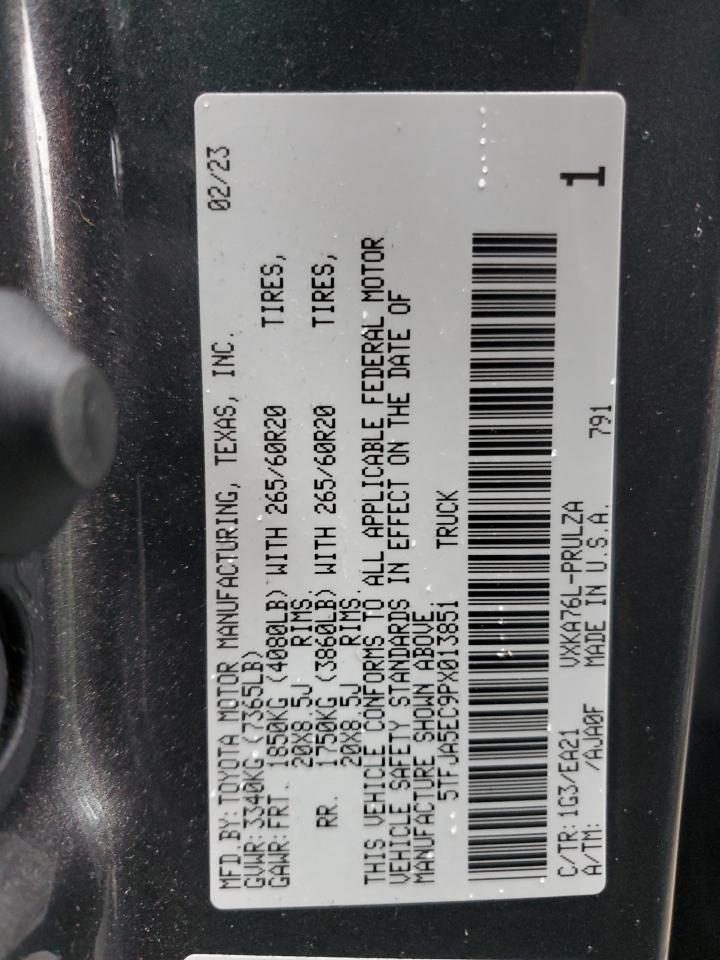 02/23
MFD.BY:TOYOTA MOTOR MANUFACTURING, TEXAS, INC.
GVWR:3340KG (7365LB)
GAWR:FRT. 1850KG (4080LB) WITH 265/60R20 TIRES,
20X8.5J RIMS.
RR. 1750KG (3860LB) WITH 265/60R20 TIRES,
20X8.5J RIMS.
THIS VEHICLE CONFORMS TO ALL APPLICABLE FEDERAL MOTOR
VEHICLE SAFETY STANDARDS IN EFFECT ON THE DATE OF
MANUFACTURE SHOWN ABOVE.
5TFJA5EC9PX013851 TRUCK
1
C/TR:1G3/EA21 VXKA76L-PRULZA
A/TM: /AJA0F MADE IN U.S.A. 791